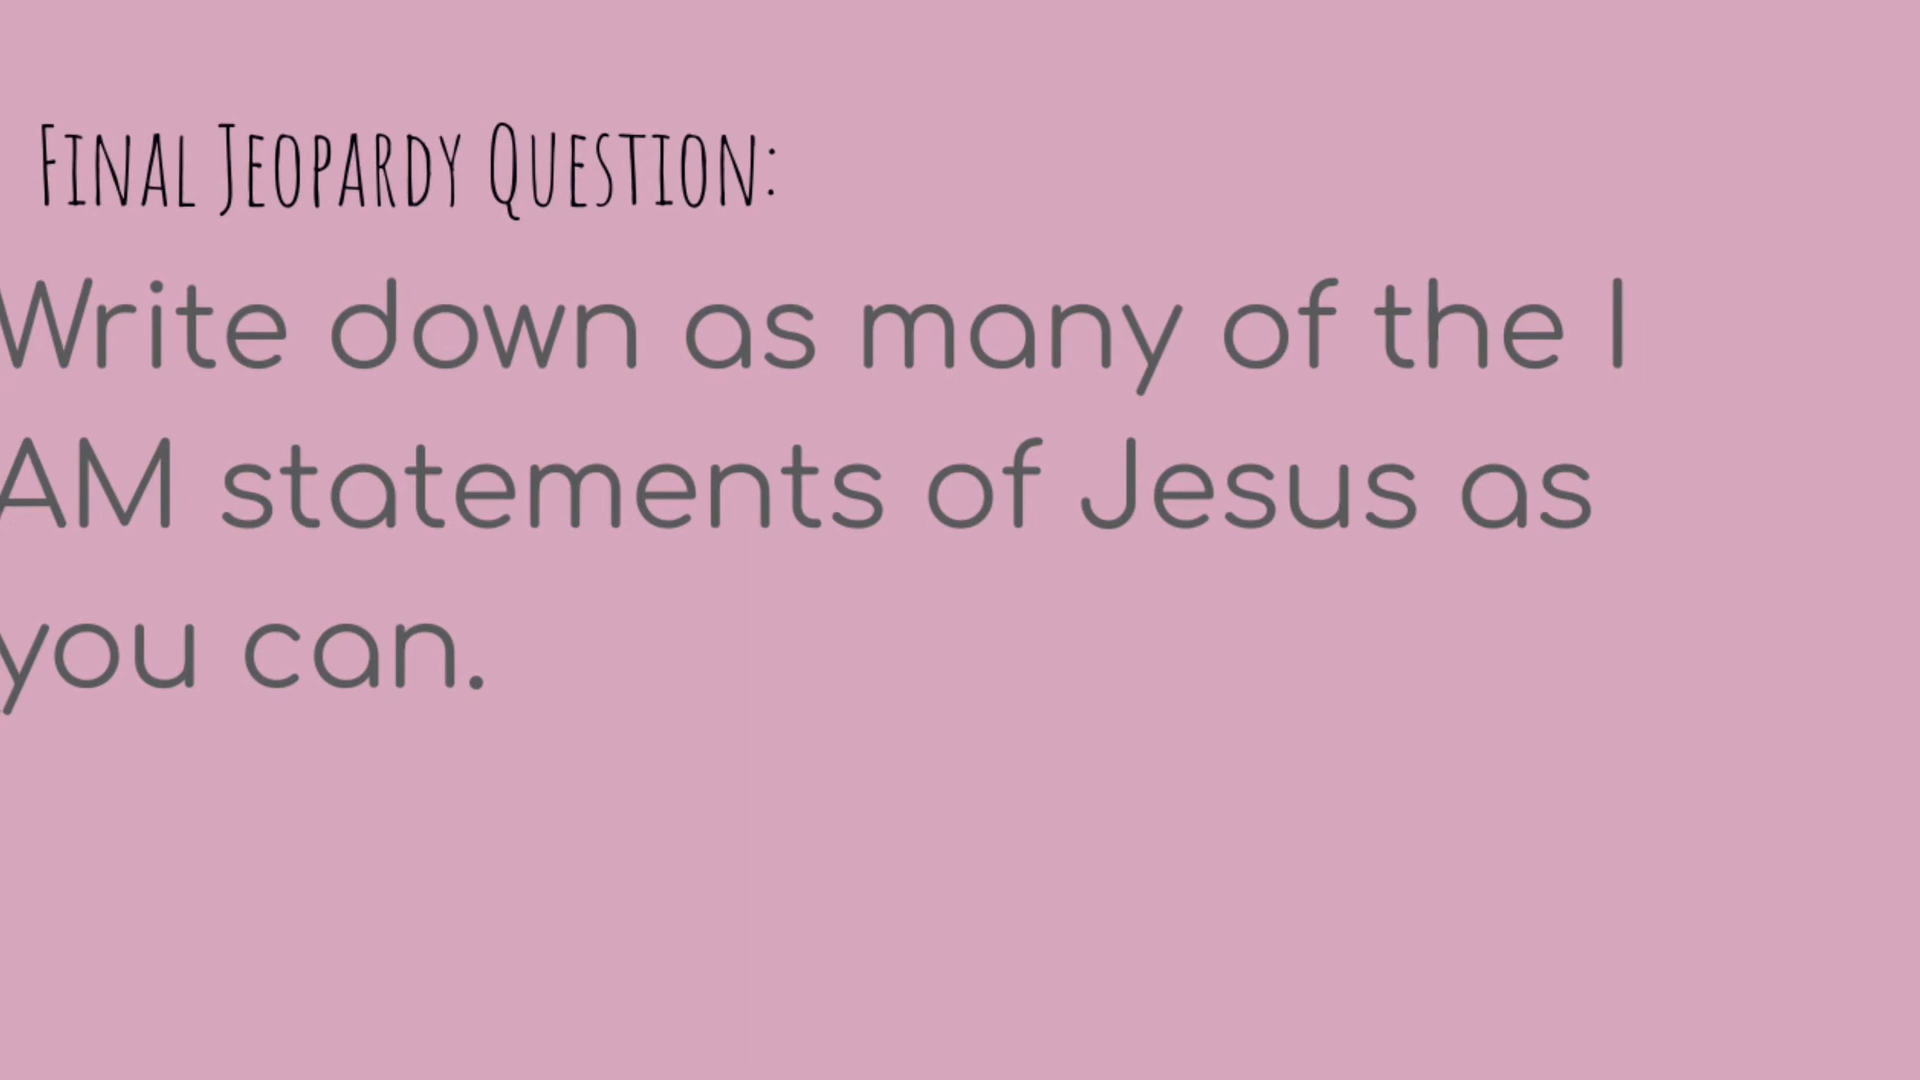 Final Jeopardy Question:
Write down as many of the I
AM statements of Jesus as
you can.